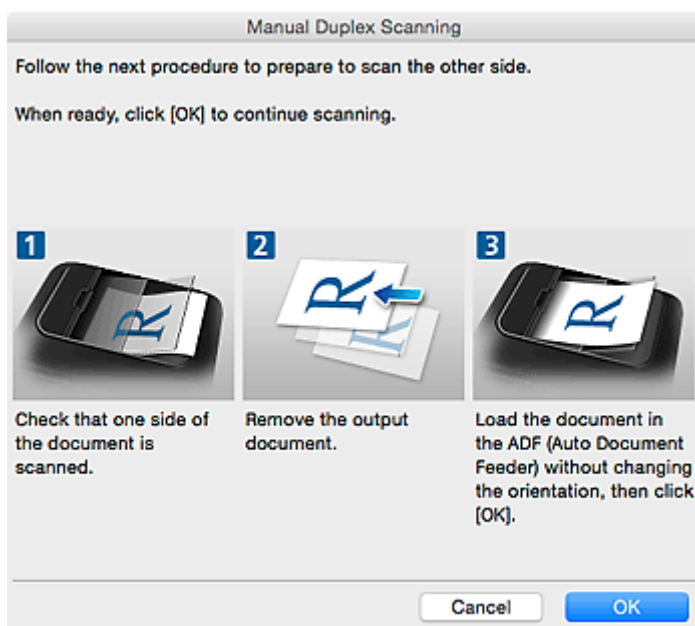 Manual Duplex Scanning
Follow the next procedure to prepare to scan the other side.
When ready, click [OK] to continue scanning.
1
R
Check that one side of
the document is
scanned.
2
R
R
Remove the output
document.
3
R
Load the document in
the ADF (Auto Document
Feeder) without changing
the orientation, then click
[OK].
Cancel
OK